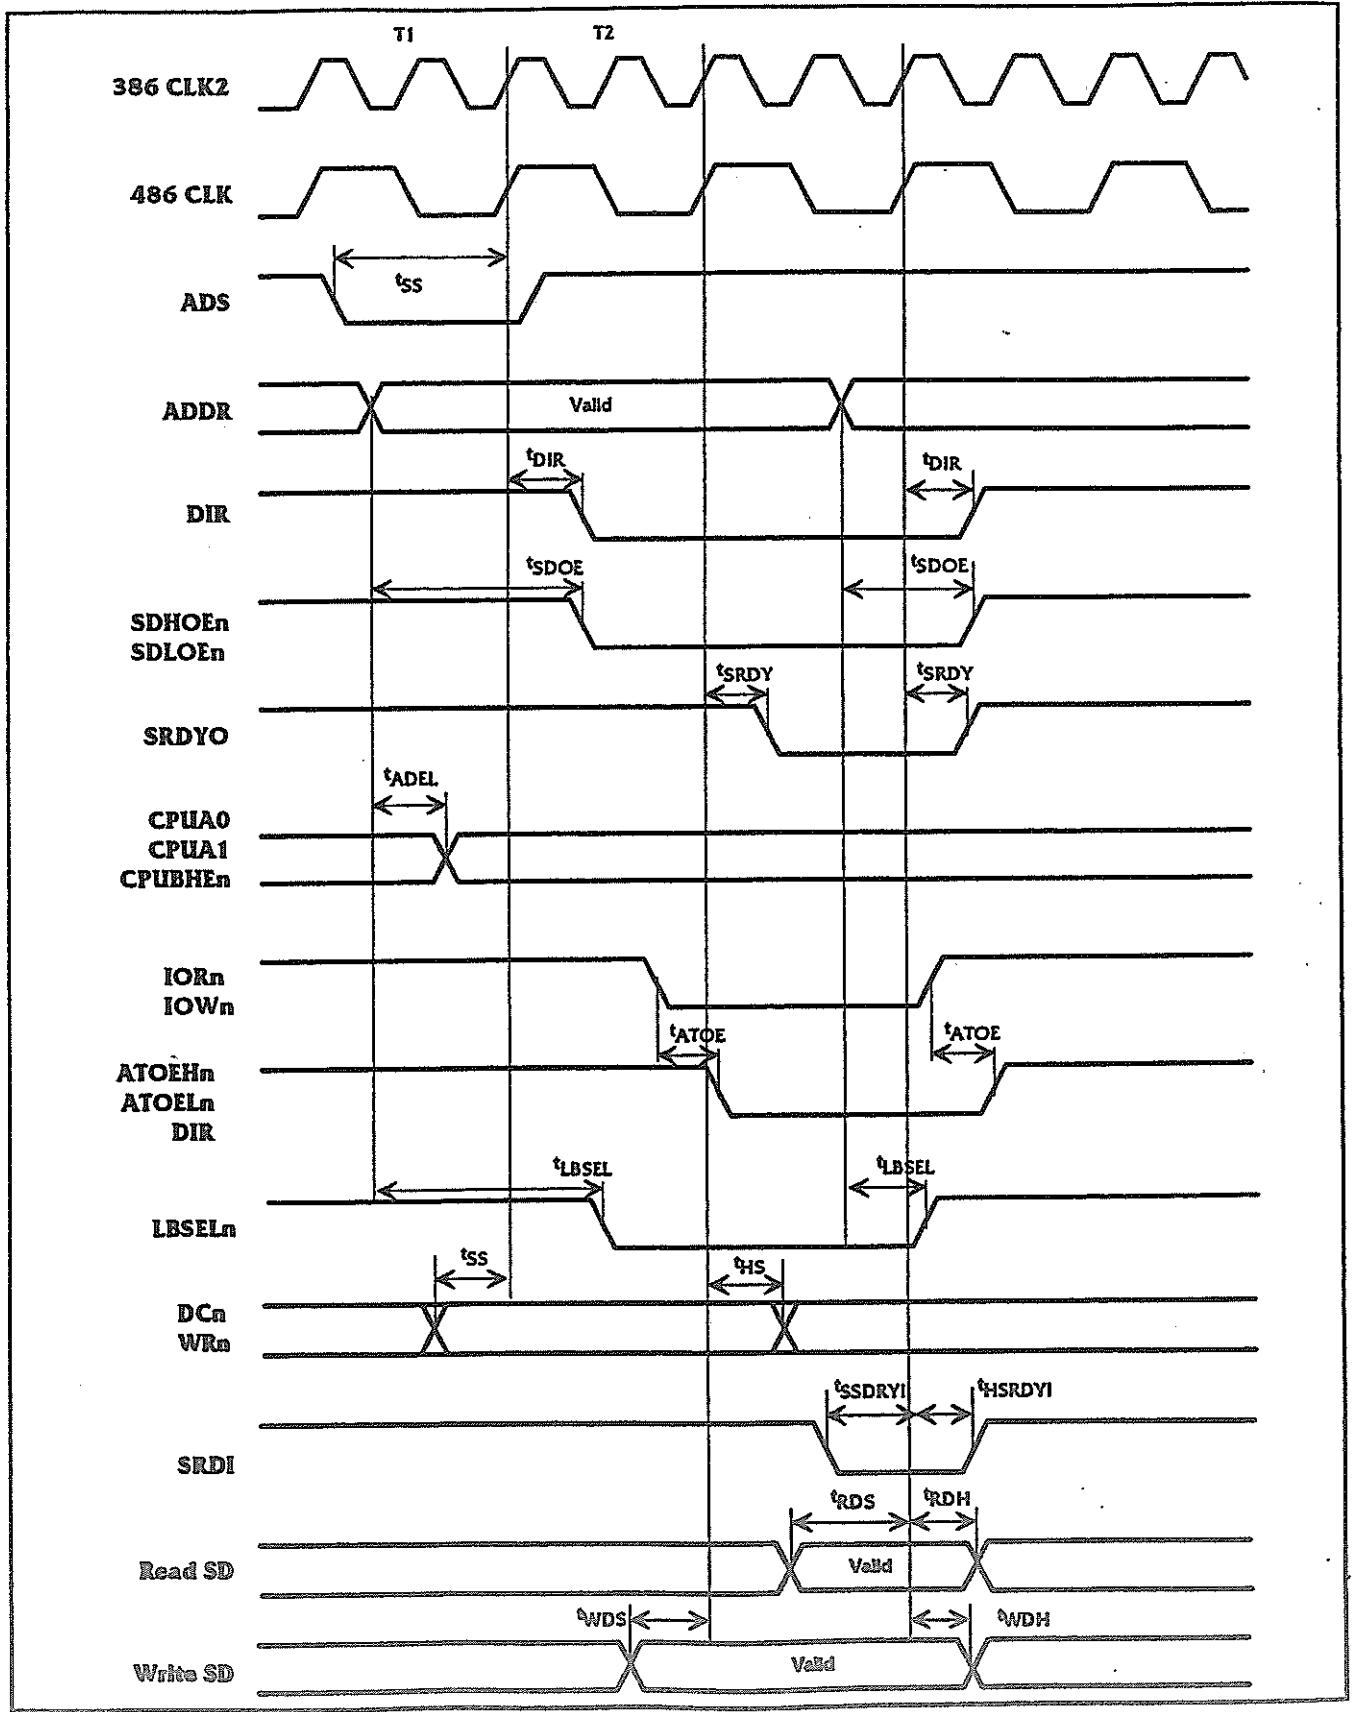 T1 T2
386 CLK2
486 CLK
tSS
ADS
ADDR Valid
tDIR tDIR
DIR
tSDOE tSDOE
SDHOEn
SDLOEn
tSRDY tSRDY
SRDYO
tADEL
CPUA0
CPUA1
CPUBHEn
IORn
IOWn
tATOE tATOE
ATOEHn
ATOELn
DIR
tLBSEL tLBSEL
LBSELn
tSS tHS
DCn
WRn
tSSDRYI tHSRDYI
SRDI
tRDS tRDH
Read SD Valid
tWDS tWDH
Write SD Valid